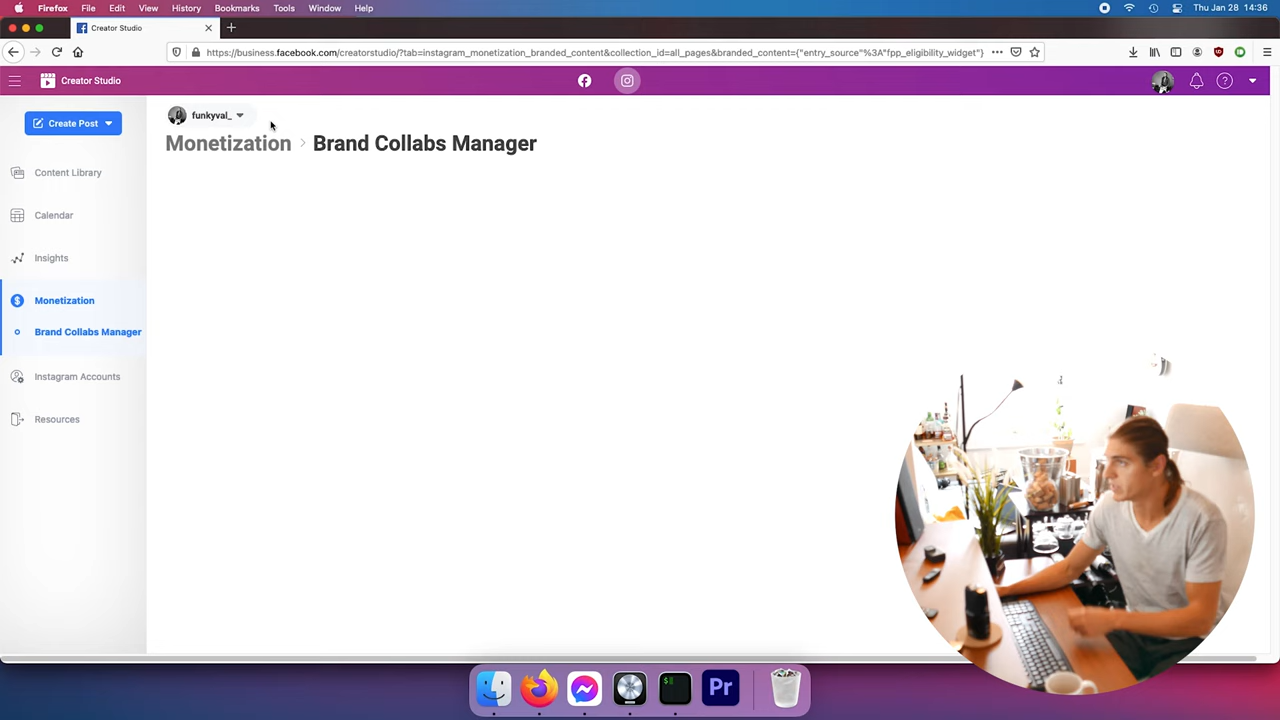 Firefox File Edit View History Bookmarks Tools Window Help Thu Jan 28 14:36
Creator Studio
https://business.facebook.com/creatorstudio/?tab=instagram_monetization_branded_content&collection_id=all_pages&branded_content={"entry_source"%3A"fpp_eligibility_widget"}
Creator Studio
Create Post
funkyval_
Monetization > Brand Collabs Manager
Content Library
Calendar
Insights
Monetization
Brand Collabs Manager
Instagram Accounts
Resources
Pr